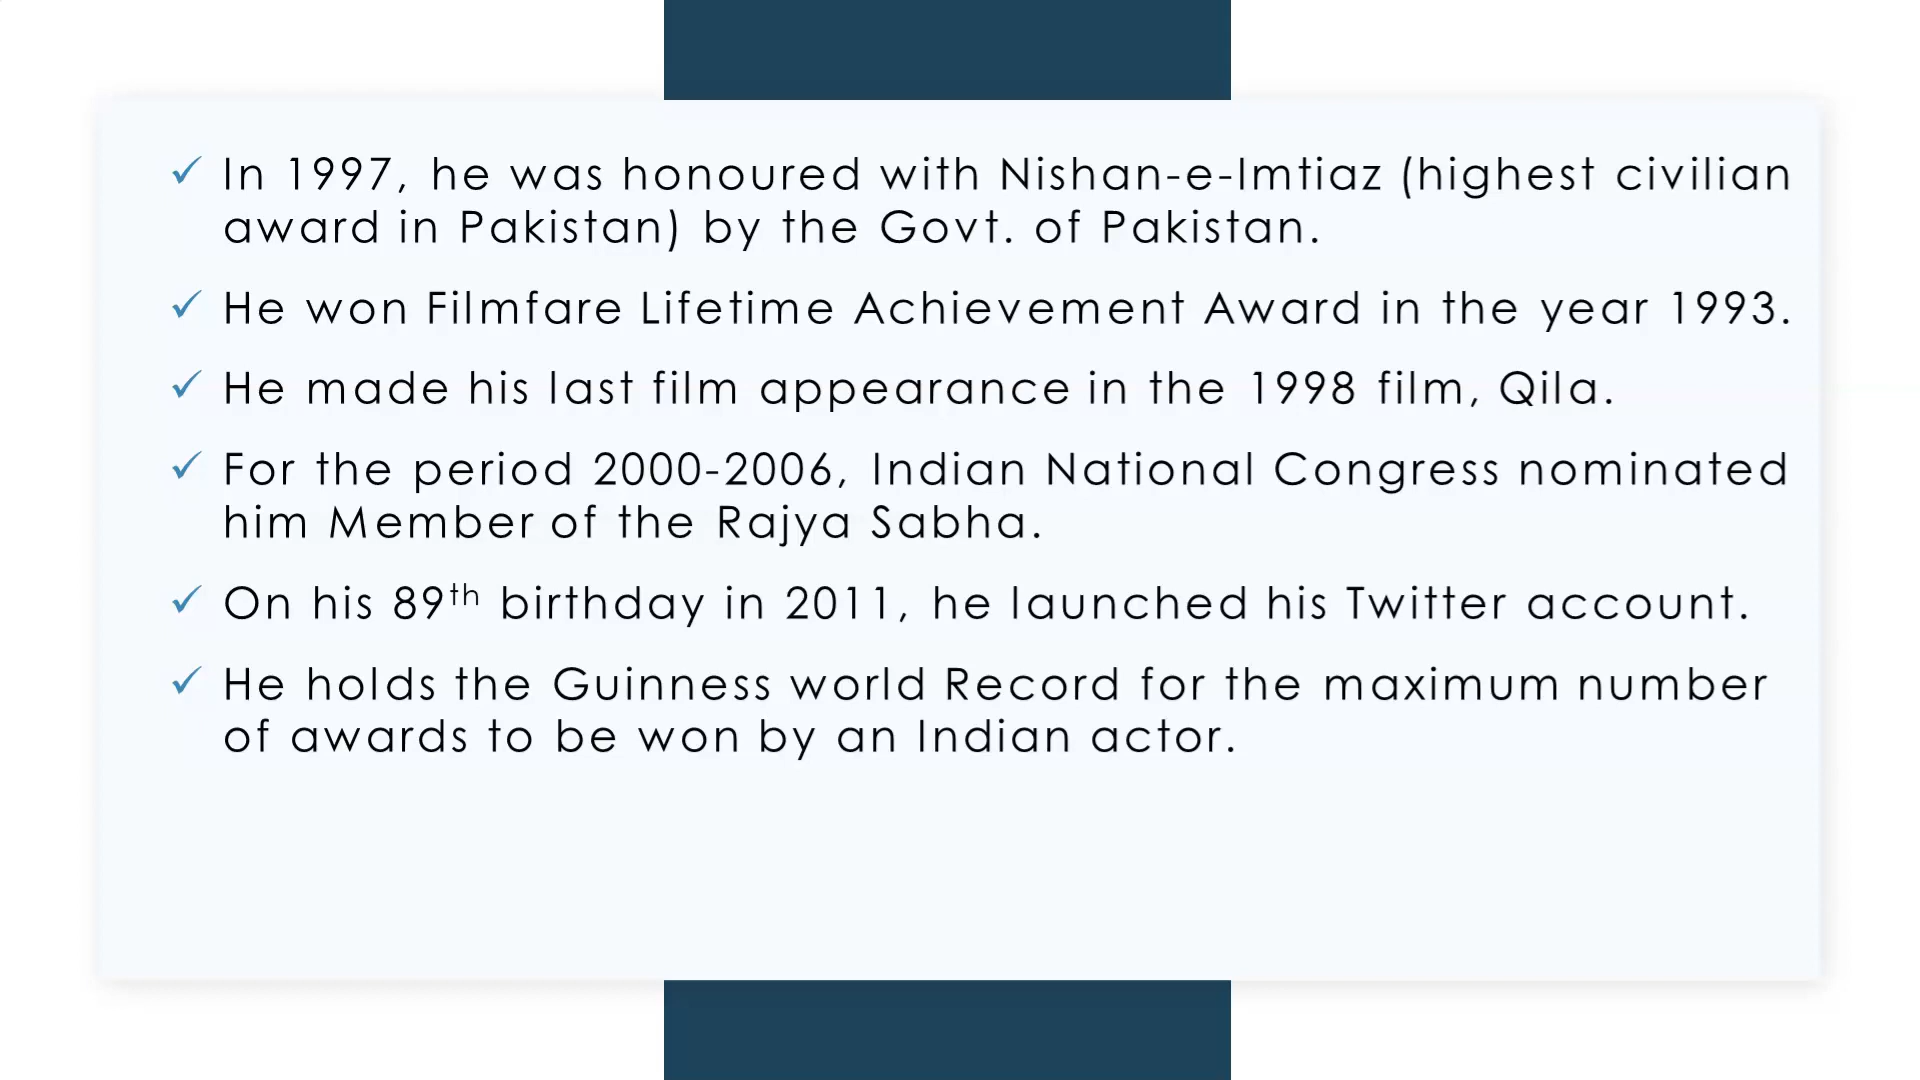 ✓ In 1997, he was honoured with Nishan-e-Imtiaz (highest civilian
award in Pakistan) by the Govt. of Pakistan.
✓ He won Filmfare Lifetime Achievement Award in the year 1993.
✓ He made his last film appearance in the 1998 film, Qila.
✓ For the period 2000-2006, Indian National Congress nominated
him Member of the Rajya Sabha.
✓ On his 89th birthday in 2011, he launched his Twitter account.
✓ He holds the Guinness world Record for the maximum number
of awards to be won by an Indian actor.